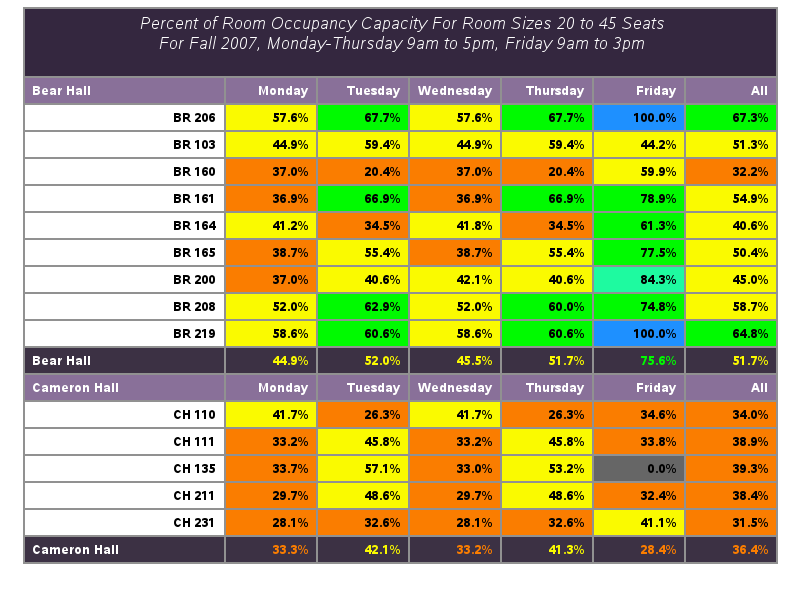 Percent of Room Occupancy Capacity For Room Sizes 20 to 45 Seats
For Fall 2007, Monday-Thursday 9am to 5pm, Friday 9am to 3pm
Bear Hall Monday Tuesday Wednesday Thursday Friday All
BR 206 57.6% 67.7% 57.6% 67.7% 100.0% 67.3%
BR 103 44.9% 59.4% 44.9% 59.4% 44.2% 51.3%
BR 160 37.0% 20.4% 37.0% 20.4% 59.9% 32.2%
BR 161 36.9% 66.9% 36.9% 66.9% 78.9% 54.9%
BR 164 41.2% 34.5% 41.8% 34.5% 61.3% 40.6%
BR 165 38.7% 55.4% 38.7% 55.4% 77.5% 50.4%
BR 200 37.0% 40.6% 42.1% 40.6% 84.3% 45.0%
BR 208 52.0% 62.9% 52.0% 60.0% 74.8% 58.7%
BR 219 58.6% 60.6% 58.6% 60.6% 100.0% 64.8%
Bear Hall 44.9% 52.0% 45.5% 51.7% 75.6% 51.7%
Cameron Hall Monday Tuesday Wednesday Thursday Friday All
CH 110 41.7% 26.3% 41.7% 26.3% 34.6% 34.0%
CH 111 33.2% 45.8% 33.2% 45.8% 33.8% 38.9%
CH 135 33.7% 57.1% 33.0% 53.2% 0.0% 39.3%
CH 211 29.7% 48.6% 29.7% 48.6% 32.4% 38.4%
CH 231 28.1% 32.6% 28.1% 32.6% 41.1% 31.5%
Cameron Hall 33.3% 42.1% 33.2% 41.3% 28.4% 36.4%